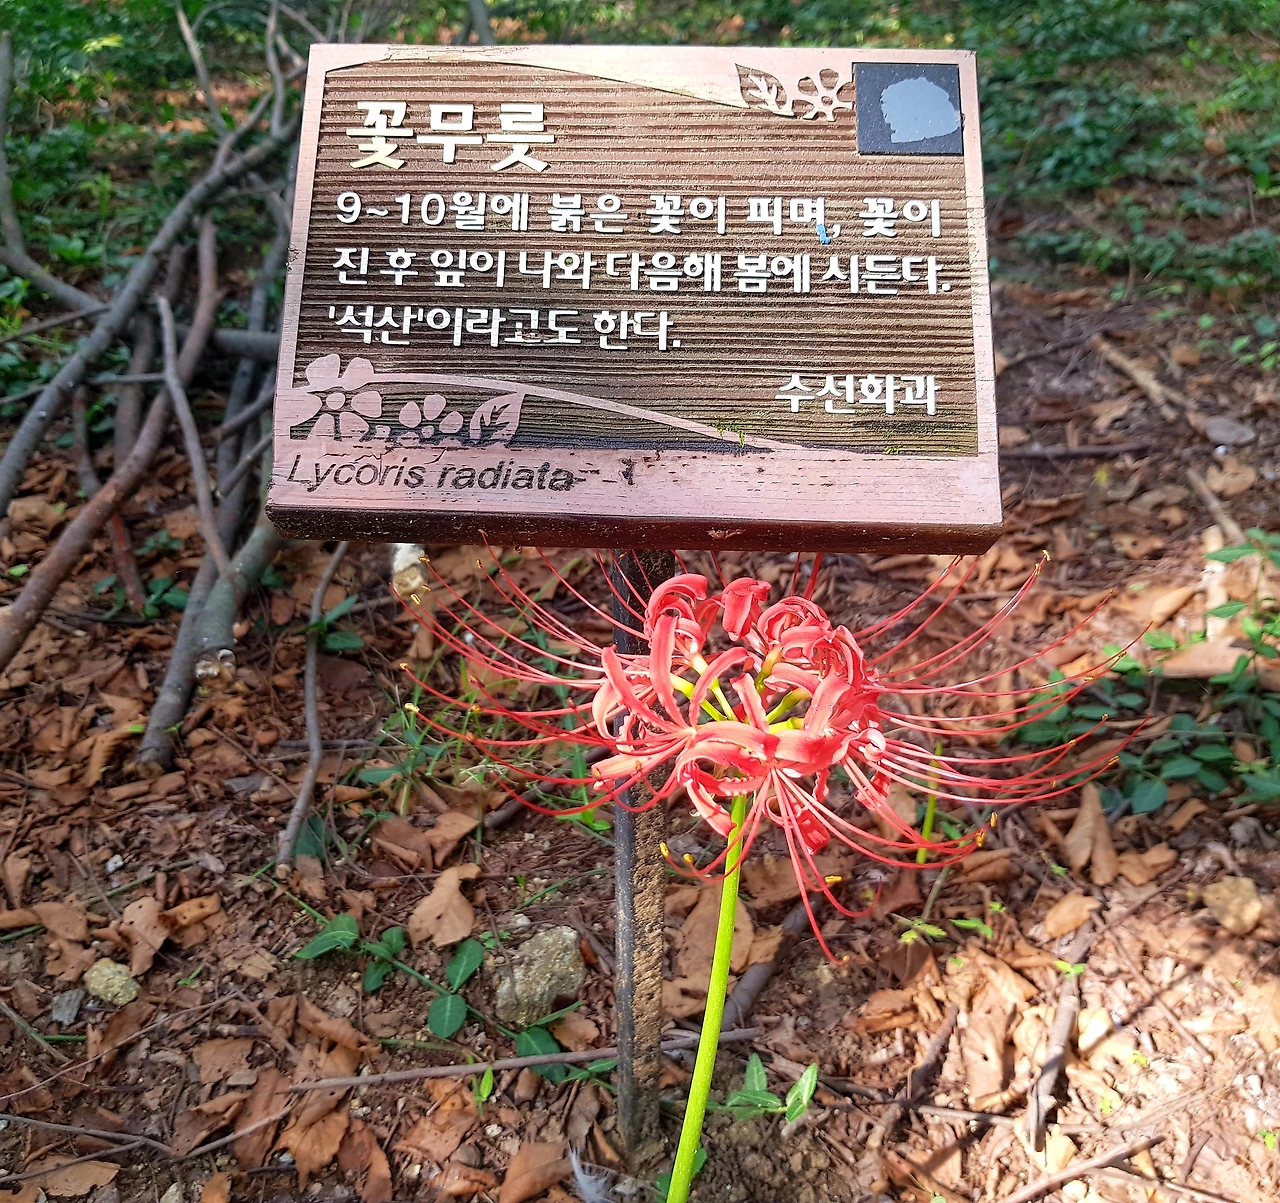 꽃무릇
9~10월에 붉은 꽃이 피며, 꽃이
진 후 잎이 나와 다음해 봄에 시든다.
'석산'이라고도 한다.
수선화과
Lycoris radiata